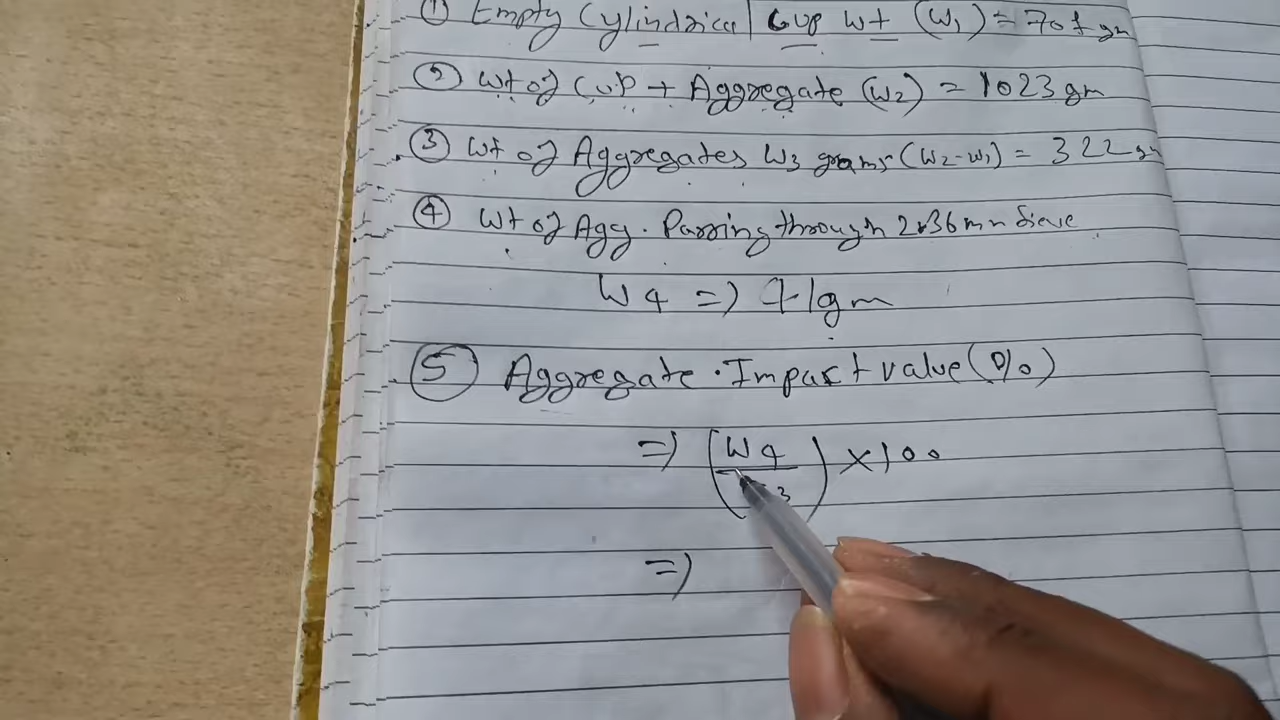 ① Empty Cylindrical Cup wt (W₁) = 701 gm
② Wt of Cup + Aggregate (W₂) = 1023 gm
③ Wt of Aggregates W₃ grams (W₂-W₁) = 322 gm
④ Wt of Agg. Passing through 2.36mm Sieve
W4 => 71gm
⑤ Aggregate Impact value (%)
=> (W4/W3) × 100
=>